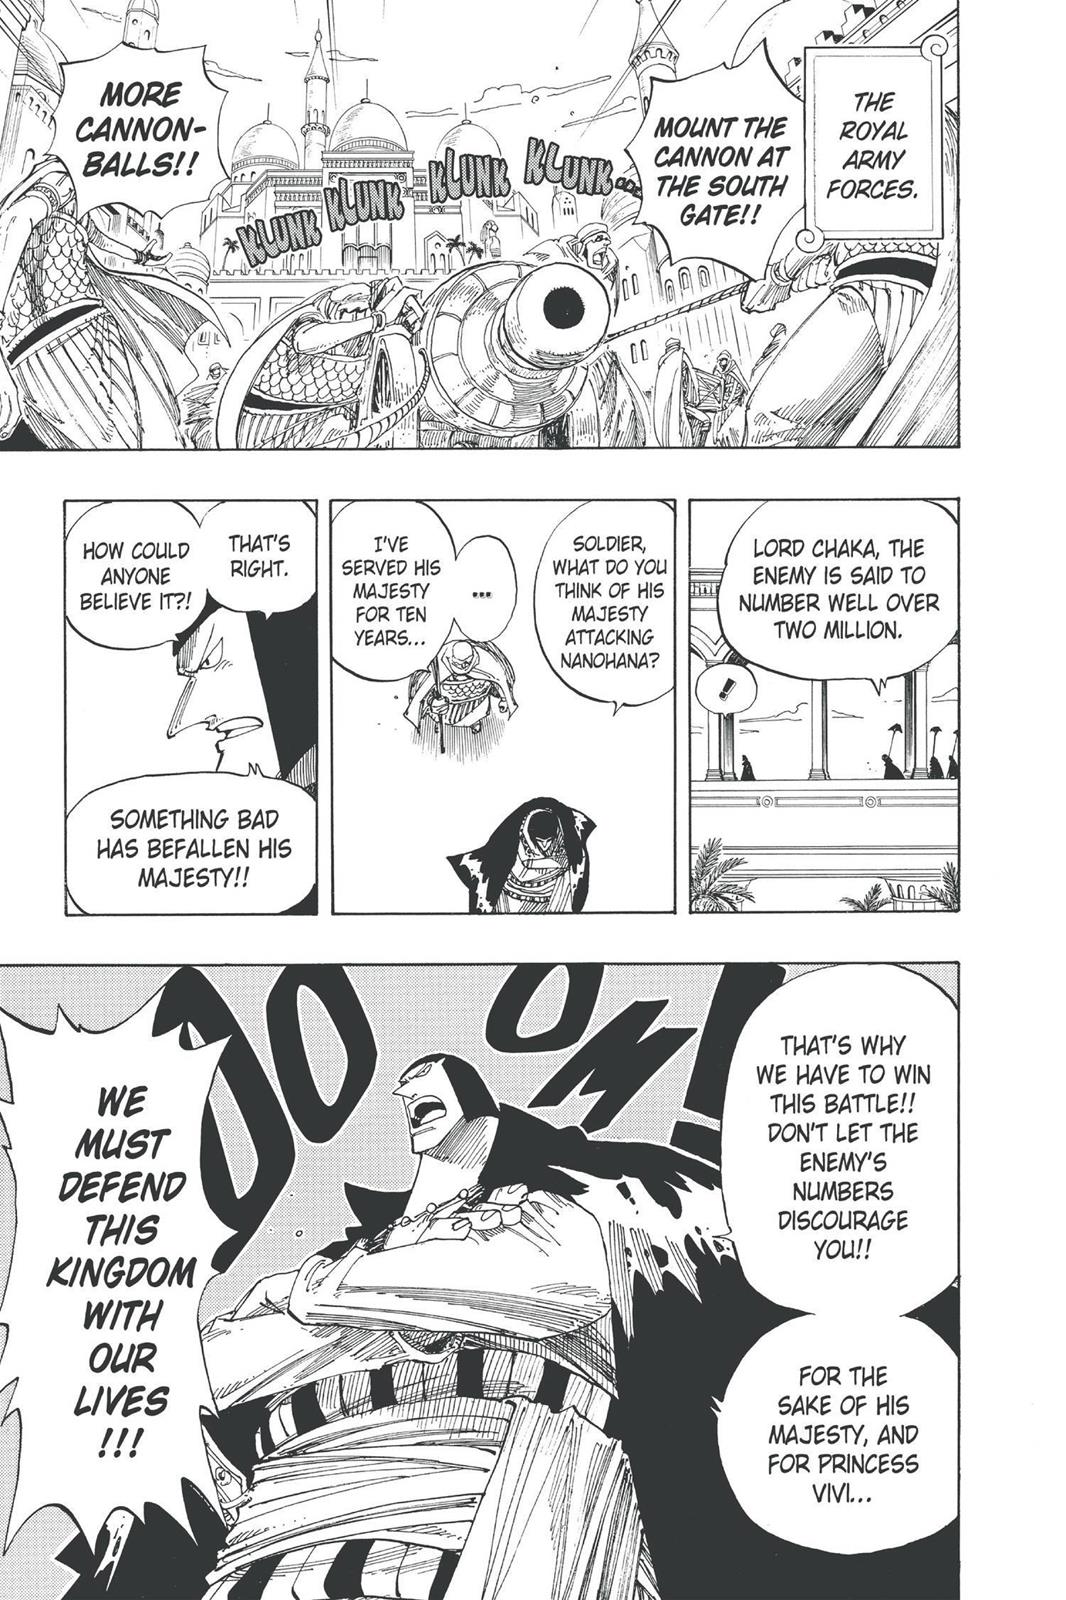 THE
ROYAL
ARMY
FORCES.
MOUNT THE
CANNON AT
THE SOUTH
GATE!!
KLUNK KLUNK KLUNK KLUNK...
MORE
CANNON-
BALLS!!
LORD CHAKA, THE
ENEMY IS SAID TO
NUMBER WELL OVER
TWO MILLION.
!
SOLDIER,
WHAT DO YOU
THINK OF HIS
MAJESTY
ATTACKING
NANOHANA?
...
I'VE
SERVED HIS
MAJESTY
FOR TEN
YEARS...
THAT'S
RIGHT.
HOW COULD
ANYONE
BELIEVE IT?!
SOMETHING BAD
HAS BEFALLEN HIS
MAJESTY!!
THAT'S WHY
WE HAVE TO WIN
THIS BATTLE!!
DON'T LET THE
ENEMY'S
NUMBERS
DISCOURAGE
YOU!!
FOR THE
SAKE OF HIS
MAJESTY, AND
FOR PRINCESS
VIVI...
DOOOM!
WE
MUST
DEFEND
THIS
KINGDOM
WITH
OUR
LIVES
!!!